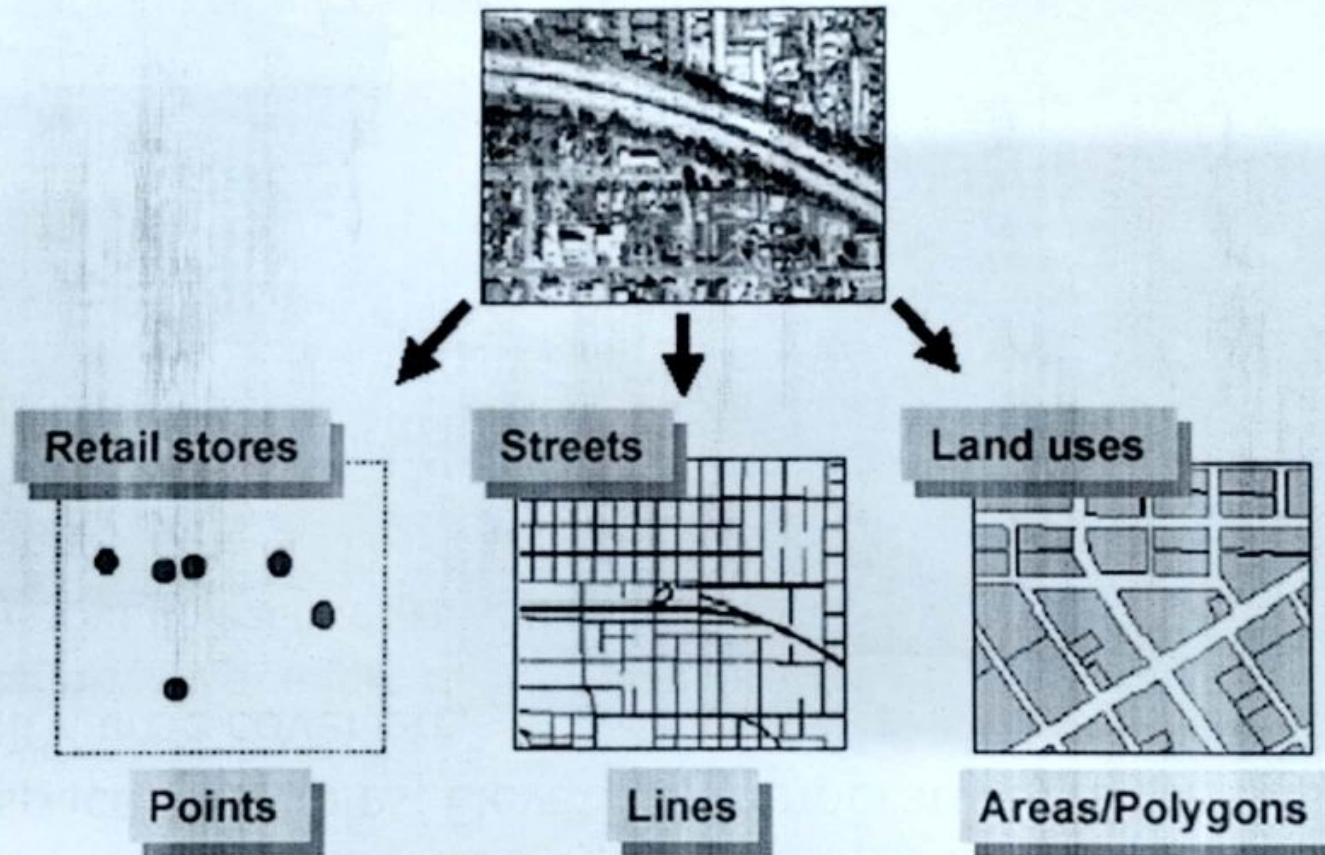 Retail stores
Streets
Land uses
Points
Lines
Areas/Polygons